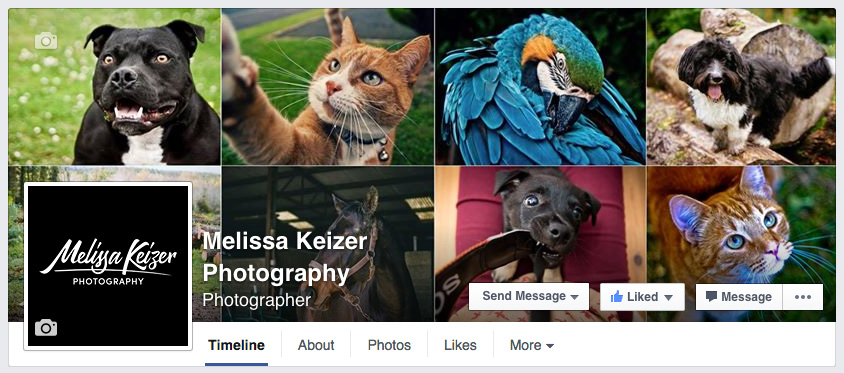 Melissa Keizer
PHOTOGRAPHY
Melissa Keizer
Photography
Photographer
Send Message
Liked
Message
Timeline
About
Photos
Likes
More